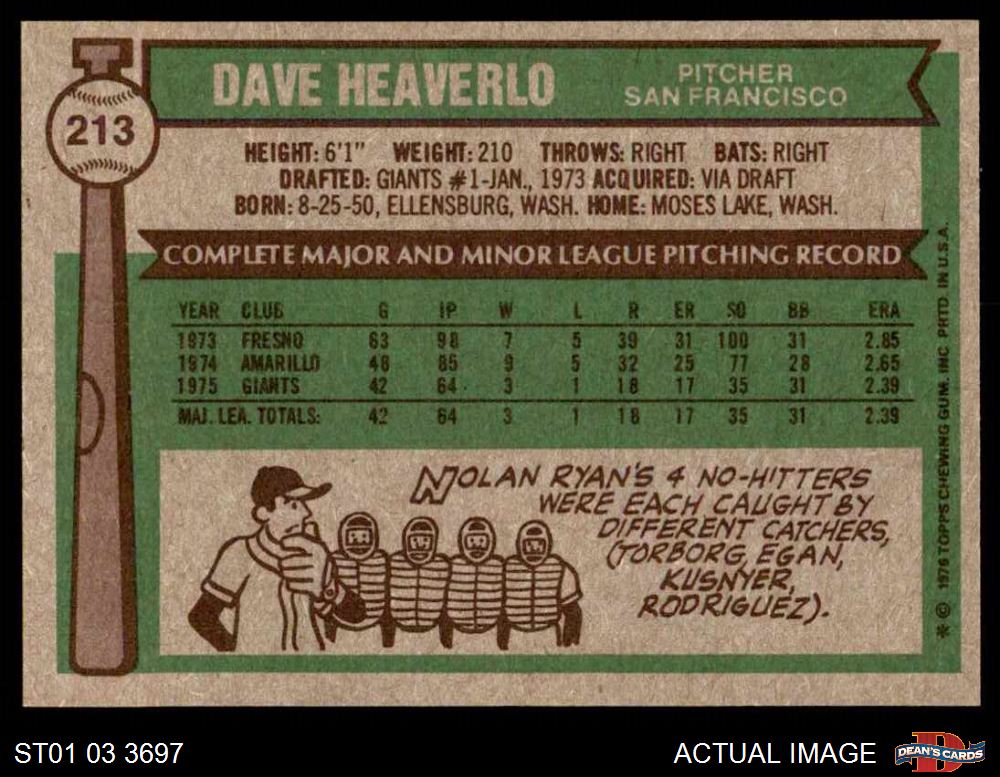 213
DAVE HEAVERLO
PITCHER
SAN FRANCISCO
HEIGHT: 6'1" WEIGHT: 210 THROWS: RIGHT BATS: RIGHT
DRAFTED: GIANTS #1-JAN., 1973 ACQUIRED: VIA DRAFT
BORN: 8-25-50, ELLENSBURG, WASH. HOME: MOSES LAKE, WASH.
COMPLETE MAJOR AND MINOR LEAGUE PITCHING RECORD
YEAR CLUB G IP W L R ER SO BB ERA
1973 FRESNO 63 98 7 5 39 31 100 31 2.85
1974 AMARILLO 48 85 9 5 32 25 77 28 2.65
1975 GIANTS 42 64 3 1 18 17 35 31 2.39
MAJ. LEA. TOTALS: 42 64 3 1 18 17 35 31 2.39
NOLAN RYAN'S 4 NO-HITTERS
WERE EACH CAUGHT BY
DIFFERENT CATCHERS,
(TORBORG, EGAN,
KUSNYER,
RODRIGUEZ).
* © 1976 TOPPS CHEWING GUM, INC PRTD. IN U.S.A.
ST01 03 3697
ACTUAL IMAGE
DEAN'S CARDS